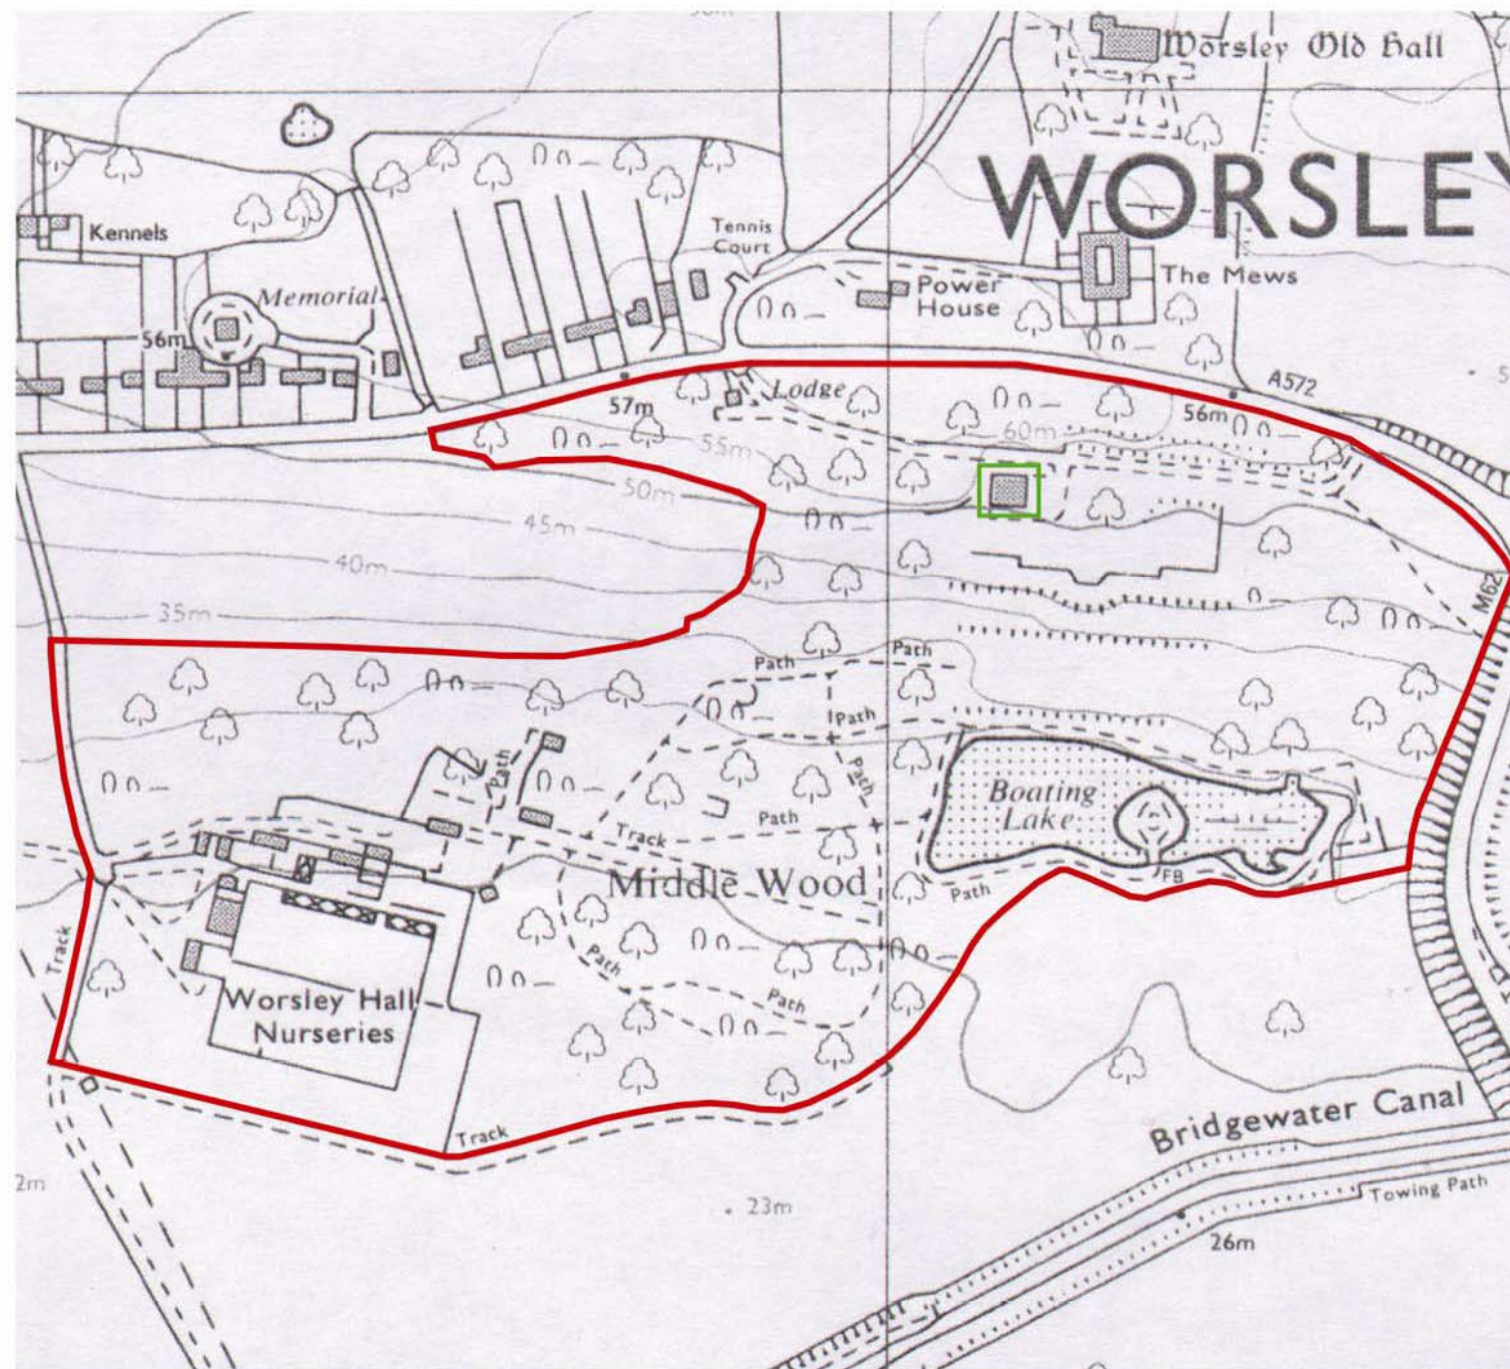 Worsley Old Hall
WORSLEY
Kennels
Tennis
Court
Memorial
Power
House
The Mews
56m
Lodge
A572
57m
56m
60m
55m
50m
45m
40m
35m
M62
Path
Path
Path
Path
Path
Boating
Lake
Path
Track
Middle Wood
Path
FB
Track
Path
Worsley Hall
Nurseries
Path
Track
Bridgewater Canal
Towing Path
2m
23m
26m